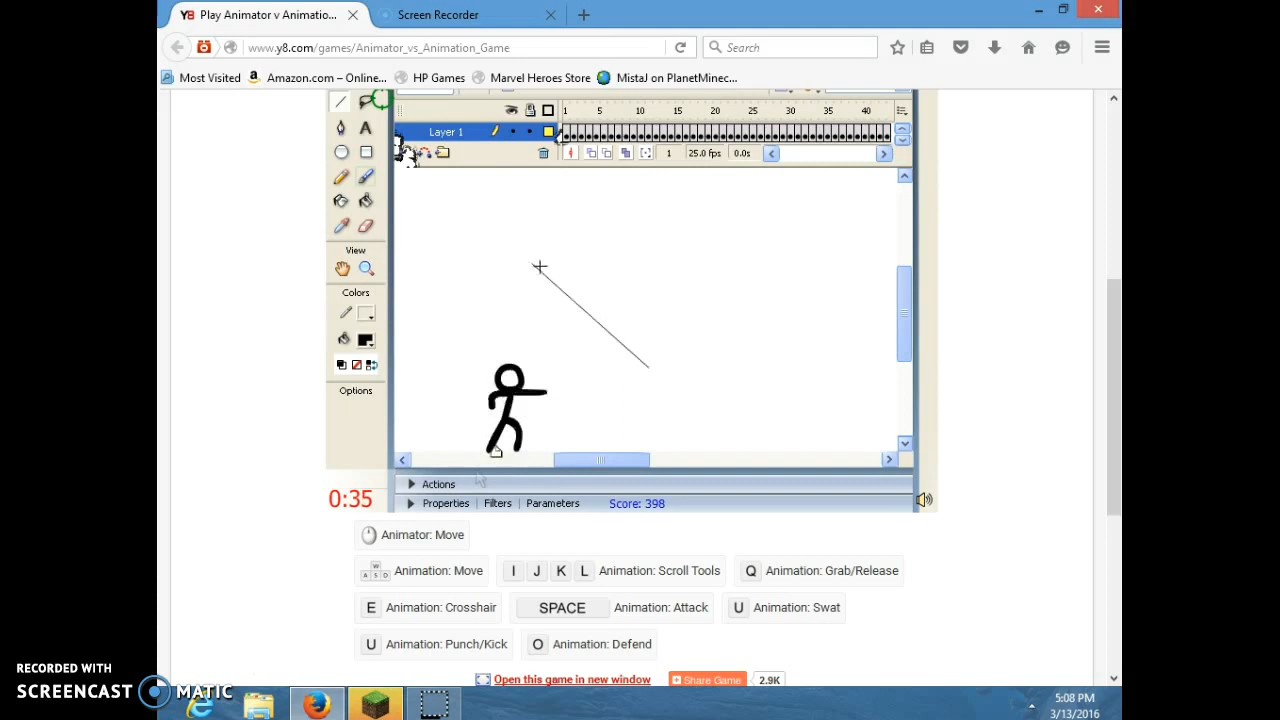 Y8 Play Animator v Animatio... Screen Recorder
www.y8.com/games/Animator_vs_Animation_Game Search
Most Visited Amazon.com – Online... HP Games Marvel Heroes Store MistaJ on PlanetMinec...
1 5 10 15 20 25 30 35 40
Layer 1
1 25.0 fps 0.0s
A
View
Colors
Options
Actions
Properties Filters Parameters Score: 398
0:35
Animator: Move
W A S D Animation: Move I J K L Animation: Scroll Tools Q Animation: Grab/Release
E Animation: Crosshair SPACE Animation: Attack U Animation: Swat
U Animation: Punch/Kick O Animation: Defend
Open this game in new window Share Game 2.9K
RECORDED WITH
SCREENCAST MATIC
5:08 PM
3/13/2016